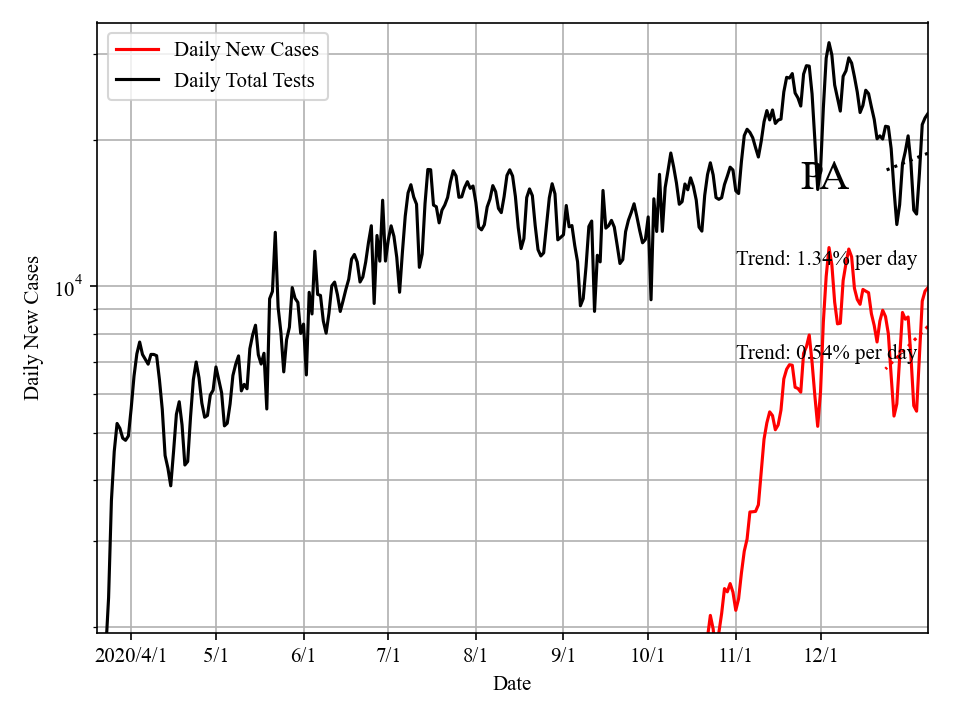 Daily New Cases
Daily Total Tests
PA
Trend: 1.34% per day
10^4
Trend: 0.54% per day
Daily New Cases
2020/4/1 5/1 6/1 7/1 8/1 9/1 10/1 11/1 12/1
Date